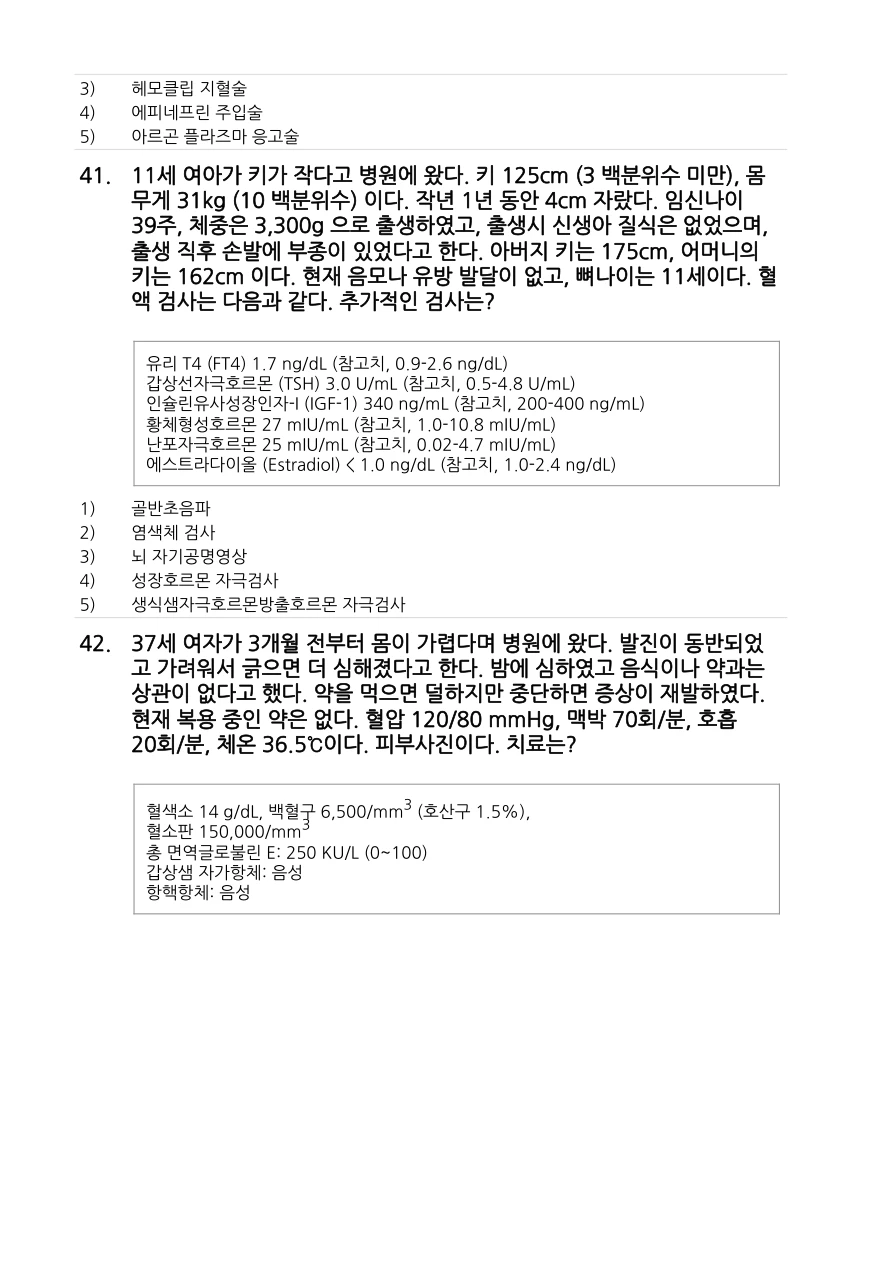 3) 헤모클립 지혈술
4) 에피네프린 주입술
5) 아르곤 플라즈마 응고술
41. 11세 여아가 키가 작다고 병원에 왔다. 키 125cm (3 백분위수 미만), 몸
무게 31kg (10 백분위수) 이다. 작년 1년 동안 4cm 자랐다. 임신나이
39주, 체중은 3,300g 으로 출생하였고, 출생시 신생아 질식은 없었으며,
출생 직후 손발에 부종이 있었다고 한다. 아버지 키는 175cm, 어머니의
키는 162cm 이다. 현재 음모나 유방 발달이 없고, 뼈나이는 11세이다. 혈
액 검사는 다음과 같다. 추가적인 검사는?
유리 T4 (FT4) 1.7 ng/dL (참고치, 0.9-2.6 ng/dL)
갑상선자극호르몬 (TSH) 3.0 U/mL (참고치, 0.5-4.8 U/mL)
인슐린유사성장인자-I (IGF-1) 340 ng/mL (참고치, 200-400 ng/mL)
황체형성호르몬 27 mIU/mL (참고치, 1.0-10.8 mIU/mL)
난포자극호르몬 25 mIU/mL (참고치, 0.02-4.7 mIU/mL)
에스트라다이올 (Estradiol) < 1.0 ng/dL (참고치, 1.0-2.4 ng/dL)
1) 골반초음파
2) 염색체 검사
3) 뇌 자기공명영상
4) 성장호르몬 자극검사
5) 생식샘자극호르몬방출호르몬 자극검사
42. 37세 여자가 3개월 전부터 몸이 가렵다며 병원에 왔다. 발진이 동반되었
고 가려워서 긁으면 더 심해졌다고 한다. 밤에 심하였고 음식이나 약과는
상관이 없다고 했다. 약을 먹으면 덜하지만 중단하면 증상이 재발하였다.
현재 복용 중인 약은 없다. 혈압 120/80 mmHg, 맥박 70회/분, 호흡
20회/분, 체온 36.5℃이다. 피부사진이다. 치료는?
혈색소 14 g/dL, 백혈구 6,500/mm³ (호산구 1.5%),
혈소판 150,000/mm³
총 면역글로불린 E: 250 KU/L (0~100)
갑상샘 자가항체: 음성
항핵항체: 음성